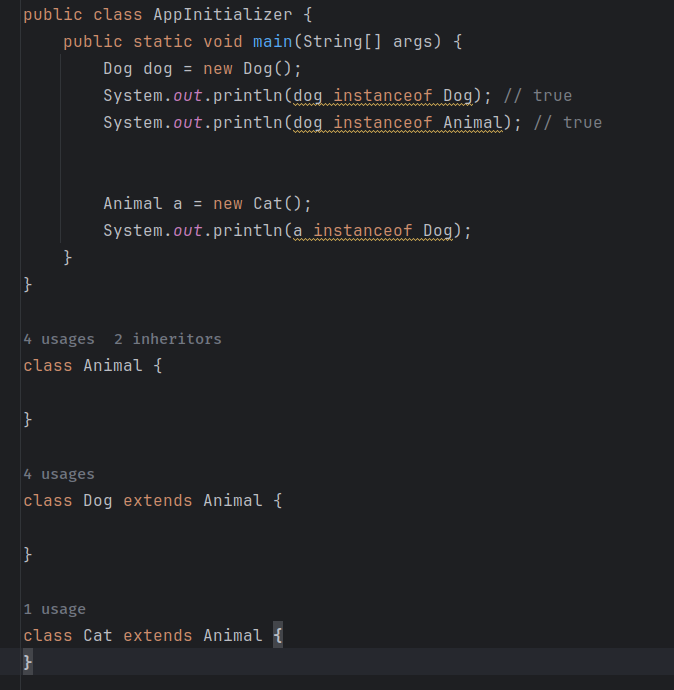 public class AppInitializer {
    public static void main(String[] args) {
        Dog dog = new Dog();
        System.out.println(dog instanceof Dog); // true
        System.out.println(dog instanceof Animal); // true
        Animal a = new Cat();
        System.out.println(a instanceof Dog);
    }
}
4 usages  2 inheritors
class Animal {
}
4 usages
class Dog extends Animal {
}
1 usage
class Cat extends Animal {
}